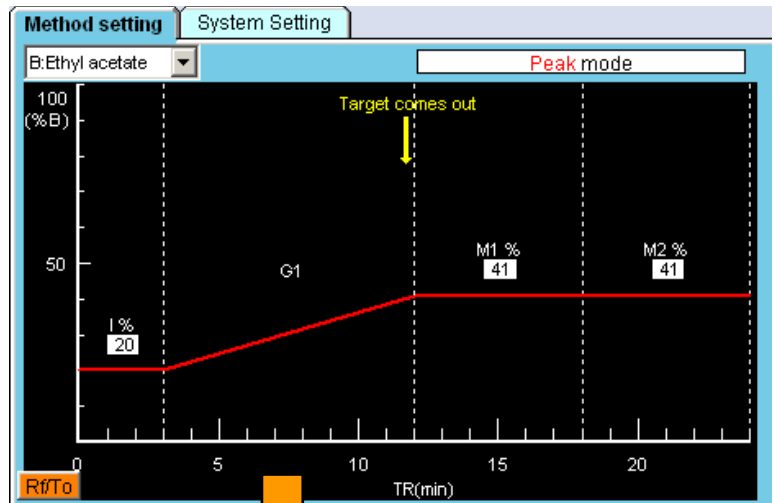 Method setting
System Setting
B:Ethyl acetate
Peak mode
100
(%B)
Target comes out
50
G1
M1 %
41
M2 %
41
I %
20
0
5
10
15
20
Rf/To
TR(min)